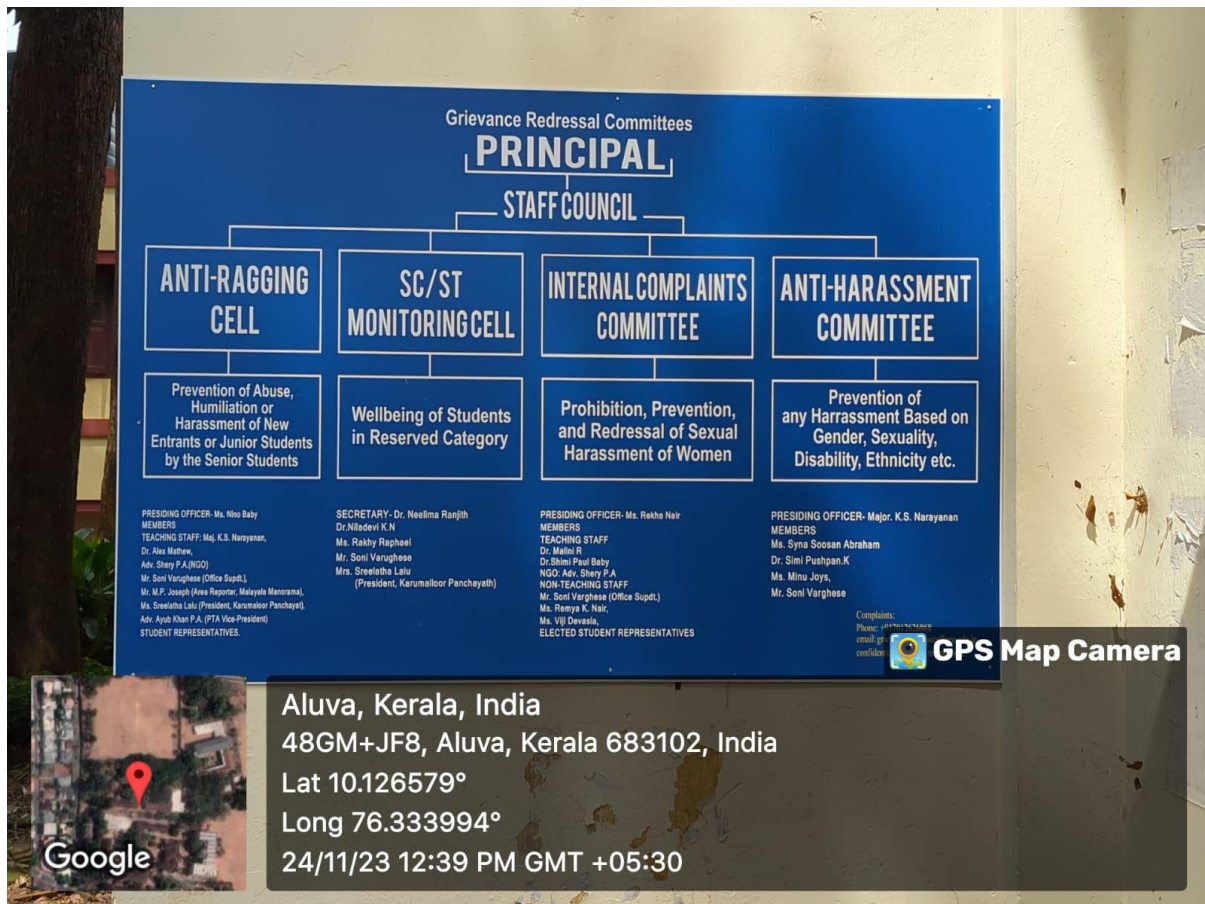 Grievance Redressal Committees
PRINCIPAL
STAFF COUNCIL
ANTI-RAGGING
CELL
Prevention of Abuse,
Humiliation or
Harassment of New
Entrants or Junior Students
by the Senior Students
PRESIDING OFFICER- Ms. Nino Baby
MEMBERS
TEACHING STAFF: Maj. K.S. Narayanan,
Dr. Alex Mathew,
Adv. Shery P.A.(NGO)
Mr. Soni Varughese (Office Supdt.),
Mr. M.P. Joseph (Area Reporter, Malayala Manorama),
Ms. Sreelatha Lalu (President, Karumaloor Panchayat).
Adv. Ayub Khan P.A. (PTA Vice-President)
STUDENT REPRESENTATIVES.
SC/ST
MONITORING CELL
Wellbeing of Students
in Reserved Category
SECRETARY- Dr. Neelima Ranjith
Dr.Niladevi K.N
Ms. Rakhy Raphael
Mr. Soni Varughese
Mrs. Sreelatha Lalu
(President, Karumalloor Panchayath)
INTERNAL COMPLAINTS
COMMITTEE
Prohibition, Prevention,
and Redressal of Sexual
Harassment of Women
PRESIDING OFFICER- Ms. Rekha Nair
MEMBERS
TEACHING STAFF
Dr. Malini R
Dr.Shimi Paul Baby
NGO: Adv. Shery P.A
NON-TEACHING STAFF
Mr. Soni Varghese (Office Supdt.)
Ms. Remya K. Nair,
Ms. Viji Devasia,
ELECTED STUDENT REPRESENTATIVES
ANTI-HARASSMENT
COMMITTEE
Prevention of
any Harrassment Based on
Gender, Sexuality,
Disability, Ethnicity etc.
PRESIDING OFFICER- Major. K.S. Narayanan
MEMBERS
Ms. Syna Soosan Abraham
Dr. Simi Pushpan.K
Ms. Minu Joys,
Mr. Soni Varghese
Complaints:
Phone:
GPS Map Camera
Aluva, Kerala, India
48GM+JF8, Aluva, Kerala 683102, India
Lat 10.126579°
Long 76.333994°
24/11/23 12:39 PM GMT +05:30
Google